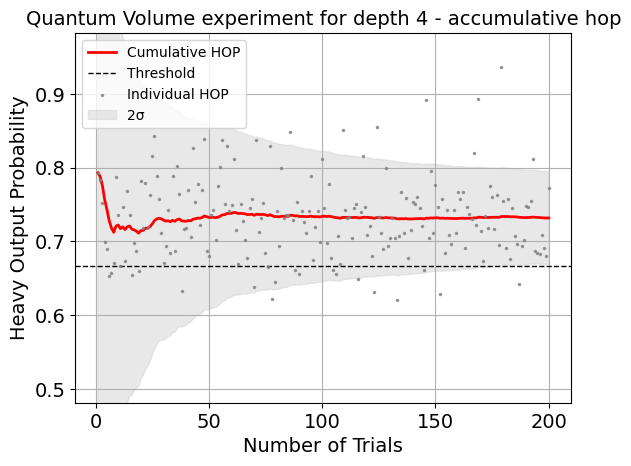 Quantum Volume experiment for depth 4 - accumulative hop
Cumulative HOP
Threshold
Individual HOP
2σ
Heavy Output Probability
0.9
0.8
0.7
0.6
0.5
0
50
100
150
200
Number of Trials